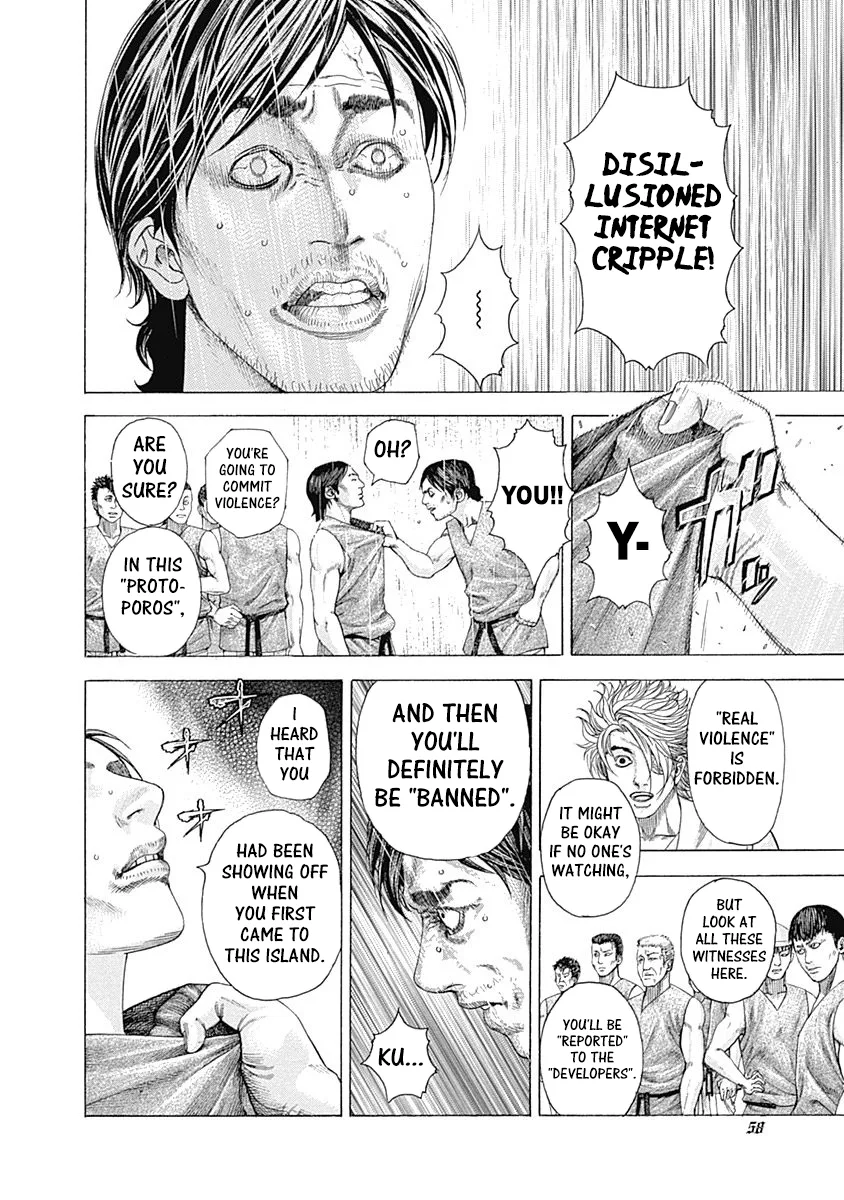 DISIL-
LUSIONED
INTERNET
CRIPPLE!
Y-
ガッ
YOU!!
OH?
YOU'RE
GOING TO
COMMIT
VIOLENCE?
ARE
YOU
SURE?
IN THIS
"PROTO-
POROS",
"REAL
VIOLENCE"
IS
FORBIDDEN.
IT MIGHT
BE OKAY
IF NO ONE'S
WATCHING,
BUT
LOOK AT
ALL THESE
WITNESSES
HERE.
YOU'LL BE
"REPORTED"
TO THE
"DEVELOPERS".
AND THEN
YOU'LL
DEFINITELY
BE "BANNED".
KU...
I
HEARD
THAT
YOU
HAD BEEN
SHOWING OFF
WHEN
YOU FIRST
CAME TO
THIS ISLAND.
58